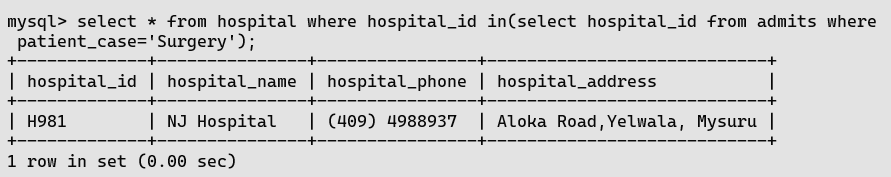 mysql> select * from hospital where hospital_id in(select hospital_id from admits where
 patient_case='Surgery');
+-------------+---------------+----------------+----------------------------+
| hospital_id | hospital_name | hospital_phone | hospital_address           |
+-------------+---------------+----------------+----------------------------+
| H981        | NJ Hospital   | (409) 4988937  | Aloka Road,Yelwala, Mysuru |
+-------------+---------------+----------------+----------------------------+
1 row in set (0.00 sec)